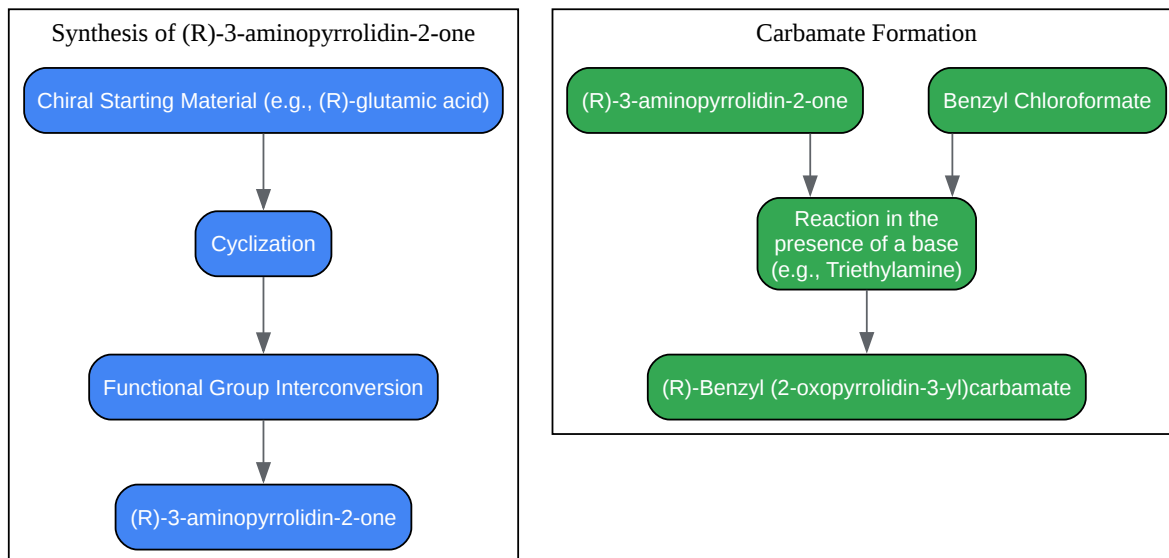 Synthesis of (R)-3-aminopyrrolidin-2-one
Chiral Starting Material (e.g., (R)-glutamic acid)
Cyclization
Functional Group Interconversion
(R)-3-aminopyrrolidin-2-one
Carbamate Formation
(R)-3-aminopyrrolidin-2-one
Benzyl Chloroformate
Reaction in the
presence of a base
(e.g., Triethylamine)
(R)-Benzyl (2-oxopyrrolidin-3-yl)carbamate